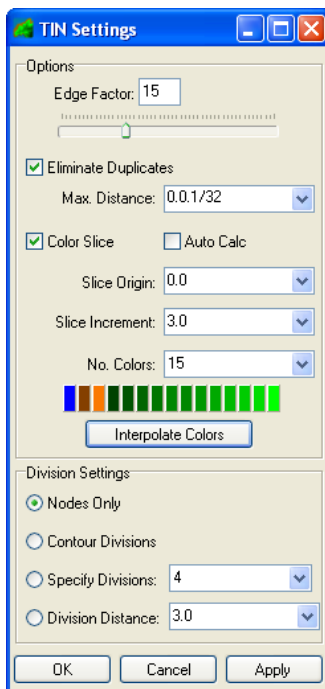 TIN Settings
Options
Edge Factor: 15
Eliminate Duplicates
Max. Distance: 0.0.1/32
Color Slice Auto Calc
Slice Origin: 0.0
Slice Increment: 3.0
No. Colors: 15
Interpolate Colors
Division Settings
Nodes Only
Contour Divisions
Specify Divisions: 4
Division Distance: 3.0
OK Cancel Apply